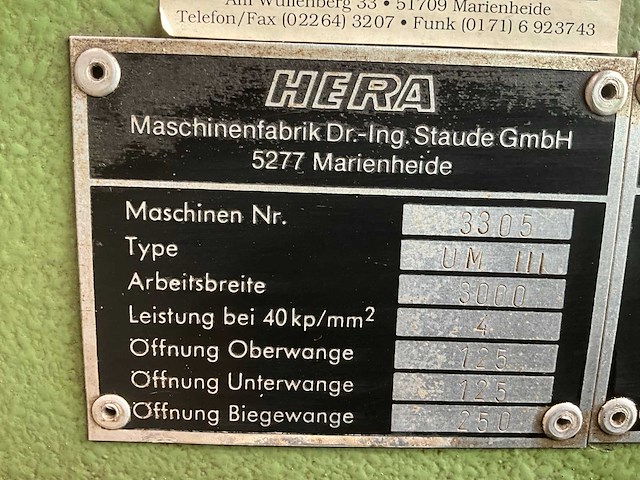 Am Wüllenberg 33 • 51709 Marienheide
Telefon/Fax (02264) 3207 • Funk (0171) 6 923743
HERA
Maschinenfabrik Dr.-Ing. Staude GmbH
5277 Marienheide
Maschinen Nr. 3305
Type UM III
Arbeitsbreite 3000
Leistung bei 40kp/mm² 4
Öffnung Oberwange 125
Öffnung Unterwange 125
Öffnung Biegewange 250